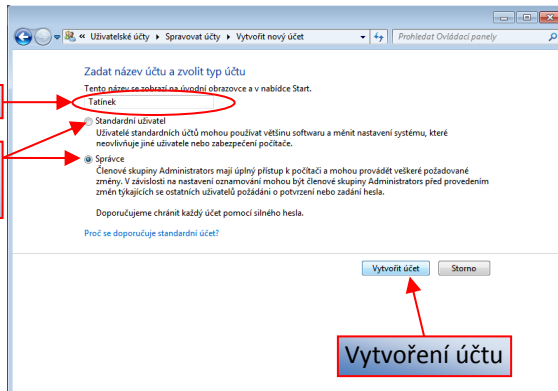 « Uživatelské účty ▸ Spravovat účty ▸ Vytvořit nový účet
Prohledat Ovládací panely
Zadat název účtu a zvolit typ účtu
Tento název se zobrazí na úvodní obrazovce a v nabídce Start.
Tatínek
Standardní uživatel
Uživatelé standardních účtů mohou používat většinu softwaru a měnit nastavení systému, které
neovlivňuje jiné uživatele nebo zabezpečení počítače.
Správce
Členové skupiny Administrators mají úplný přístup k počítači a mohou provádět veškeré požadované
změny. V závislosti na nastavení oznamování mohou být členové skupiny Administrators před provedením
změn týkajících se ostatních uživatelů požádáni o potvrzení nebo zadání hesla.
Doporučujeme chránit každý účet pomocí silného hesla.
Proč se doporučuje standardní účet?
Vytvořit účet
Storno
Vytvoření účtu